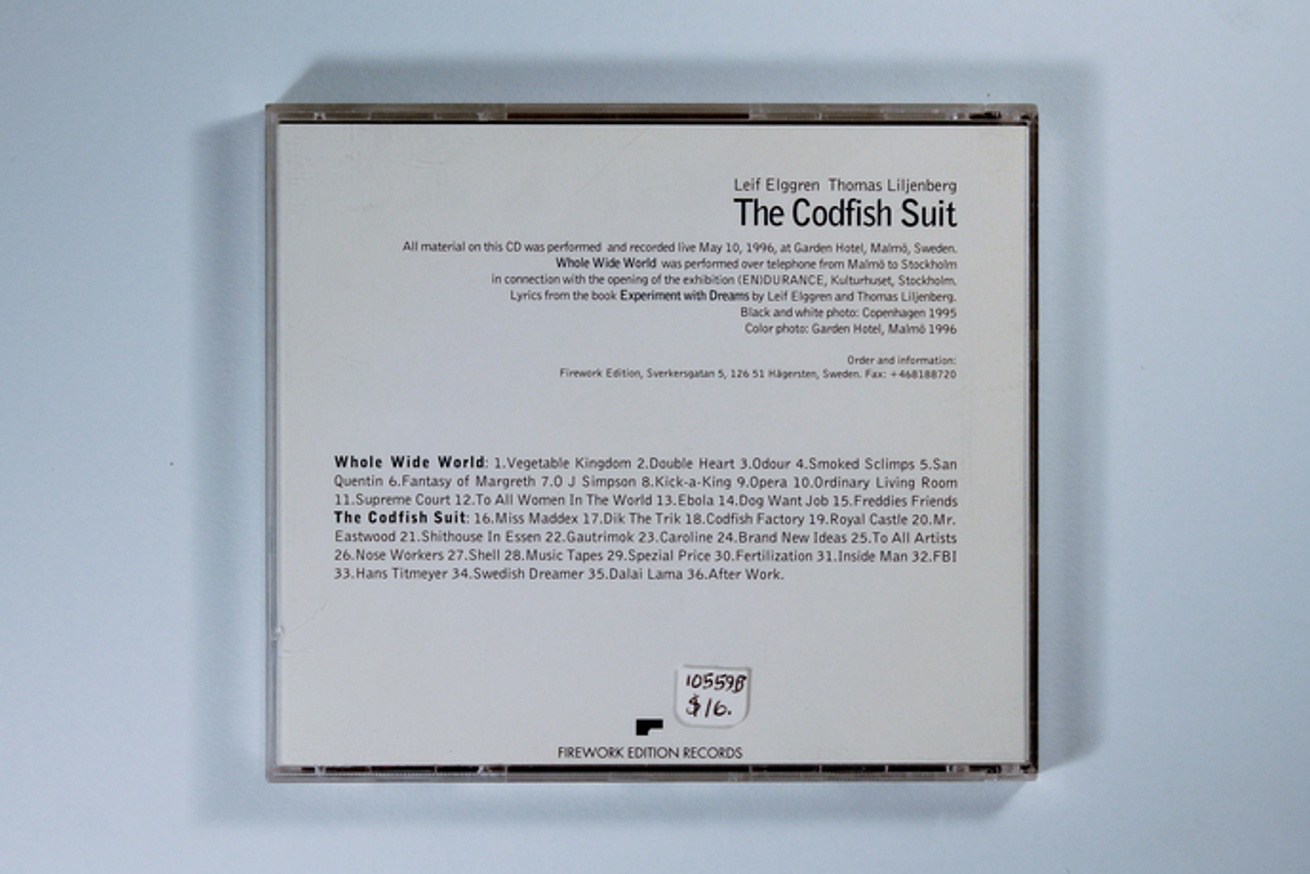 Leif Elggren Thomas Liljenberg
The Codfish Suit
All material on this CD was performed and recorded live May 10, 1996, at Garden Hotel, Malmö, Sweden.
Whole Wide World was performed over telephone from Malmö to Stockholm
in connection with the opening of the exhibition (EN)DURANCE, Kulturhuset, Stockholm.
Lyrics from the book Experiment with Dreams by Leif Elggren and Thomas Liljenberg.
Black and white photo: Copenhagen 1995
Color photo: Garden Hotel, Malmö 1996
Order and information:
Firework Edition, Sverkersgatan 5, 126 51 Hägersten, Sweden. Fax: +468188720
Whole Wide World: 1.Vegetable Kingdom 2.Double Heart 3.Odour 4.Smoked Sclimps 5.San
Quentin 6.Fantasy of Margreth 7.O J Simpson 8.Kick-a-King 9.Opera 10.Ordinary Living Room
11.Supreme Court 12.To All Women In The World 13.Ebola 14.Dog Want Job 15.Freddies Friends
The Codfish Suit: 16.Miss Maddex 17.Dik The Trik 18.Codfish Factory 19.Royal Castle 20.Mr.
Eastwood 21.Shithouse In Essen 22.Gautrimok 23.Caroline 24.Brand New Ideas 25.To All Artists
26.Nose Workers 27.Shell 28.Music Tapes 29.Spezial Price 30.Fertilization 31.Inside Man 32.FBI
33.Hans Titmeyer 34.Swedish Dreamer 35.Dalai Lama 36.After Work.
10559B
$16.
FIREWORK EDITION RECORDS